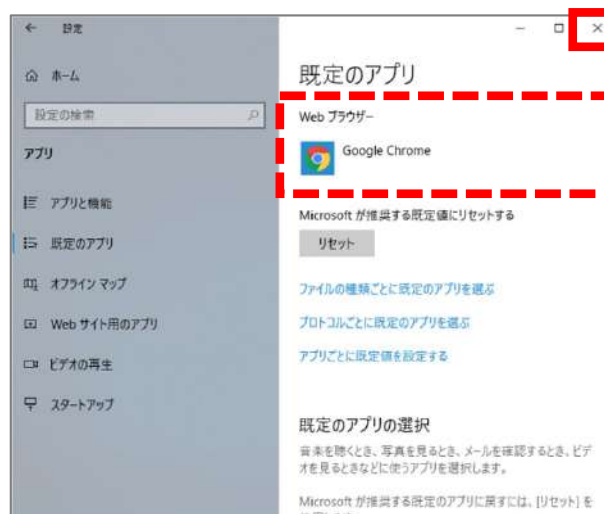 設定
ホーム
設定の検索
アプリ
アプリと機能
既定のアプリ
オフライン マップ
Web サイト用のアプリ
ビデオの再生
スタートアップ
既定のアプリ
Web ブラウザー
Google Chrome
Microsoft が推奨する既定値にリセットする
リセット
ファイルの種類ごとに既定のアプリを選ぶ
プロトコルごとに既定のアプリを選ぶ
アプリごとに既定値を設定する
既定のアプリの選択
音楽を聴くとき、写真を見るとき、メールを確認するとき、ビデ
オを見るときなどに使うアプリを選択します。
Microsoft が推奨する既定のアプリに戻すには、[リセット] を